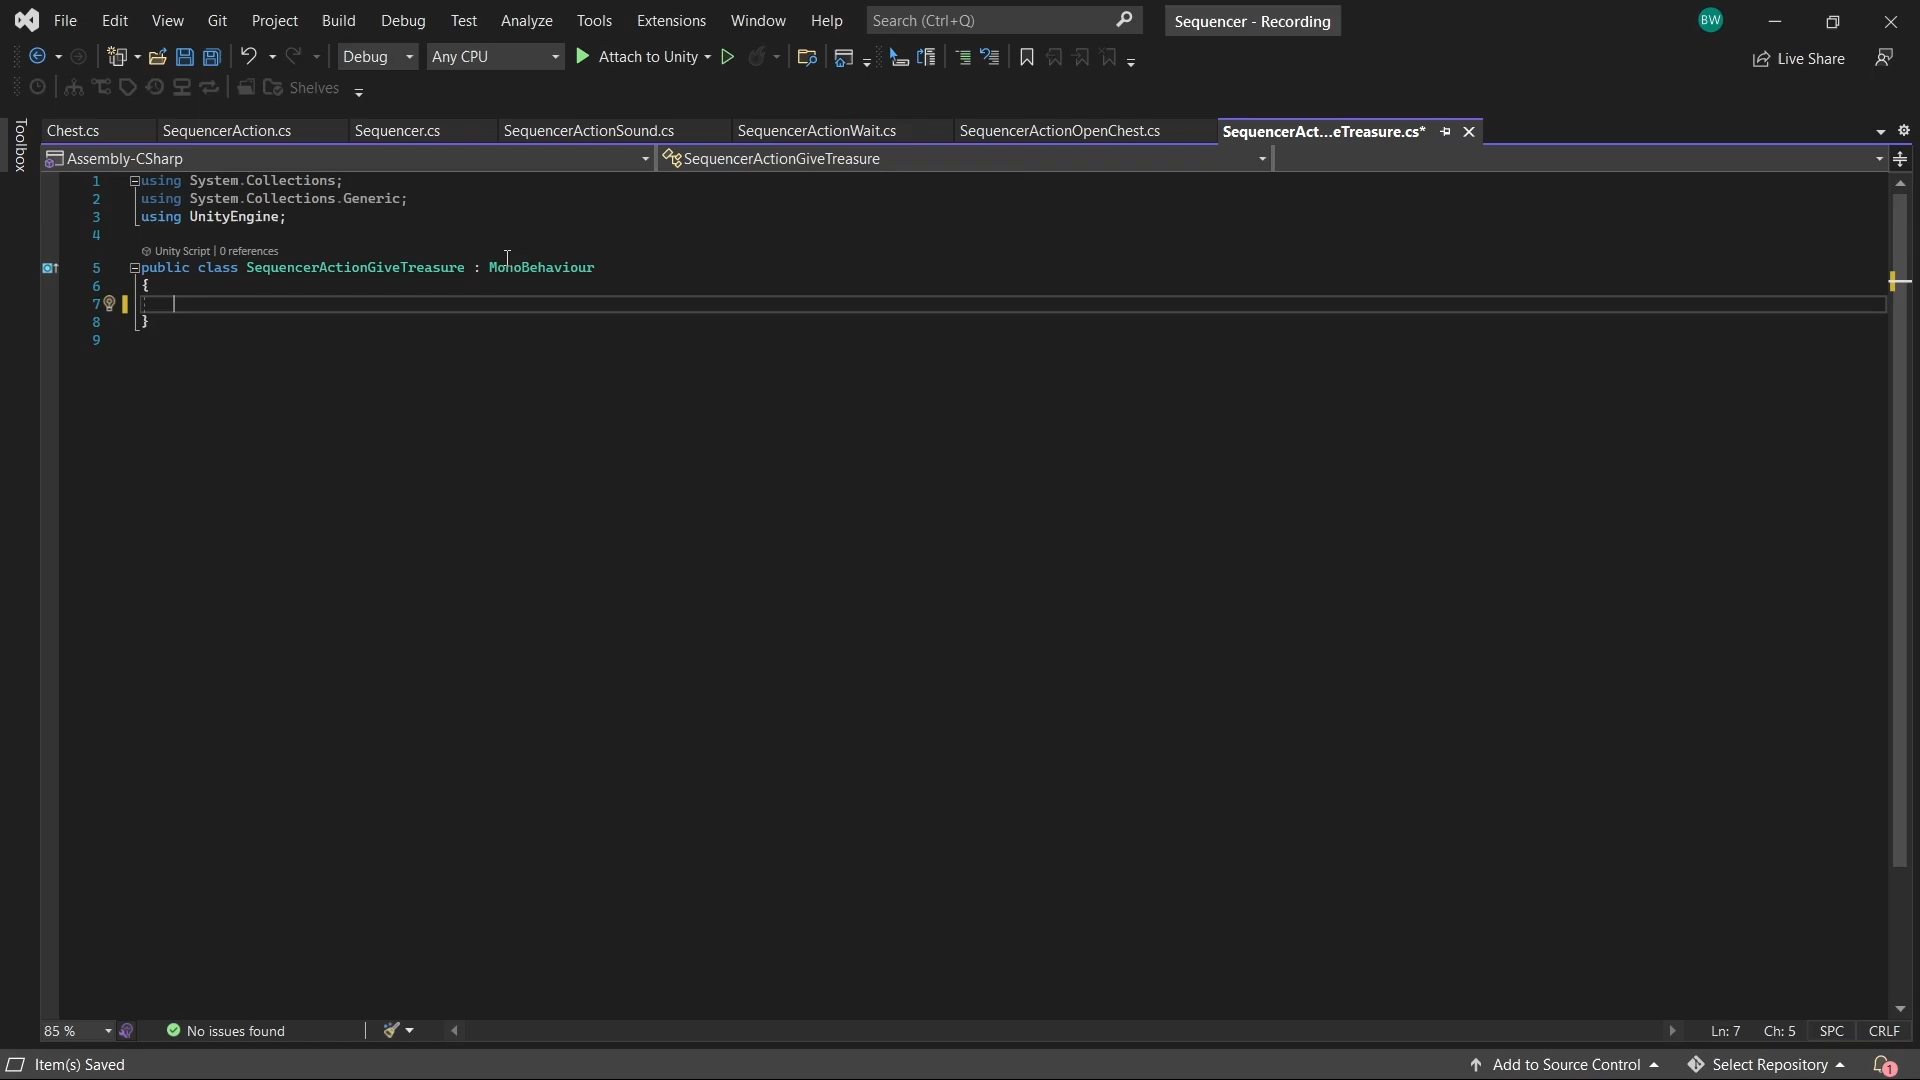 File Edit View Git Project Build Debug Test Analyze Tools Extensions Window Help Search (Ctrl+Q) Sequencer - Recording BW
Debug Any CPU Attach to Unity Live Share
Shelves
Toolbox
Chest.cs SequencerAction.cs Sequencer.cs SequencerActionSound.cs SequencerActionWait.cs SequencerActionOpenChest.cs SequencerAct...eTreasure.cs*
Assembly-CSharp SequencerActionGiveTreasure
1 using System.Collections;
2 using System.Collections.Generic;
3 using UnityEngine;
4
Unity Script | 0 references
5 public class SequencerActionGiveTreasure : MonoBehaviour
6 {
7
8 }
9
85 % No issues found Ln: 7 Ch: 5 SPC CRLF
Item(s) Saved Add to Source Control Select Repository 1